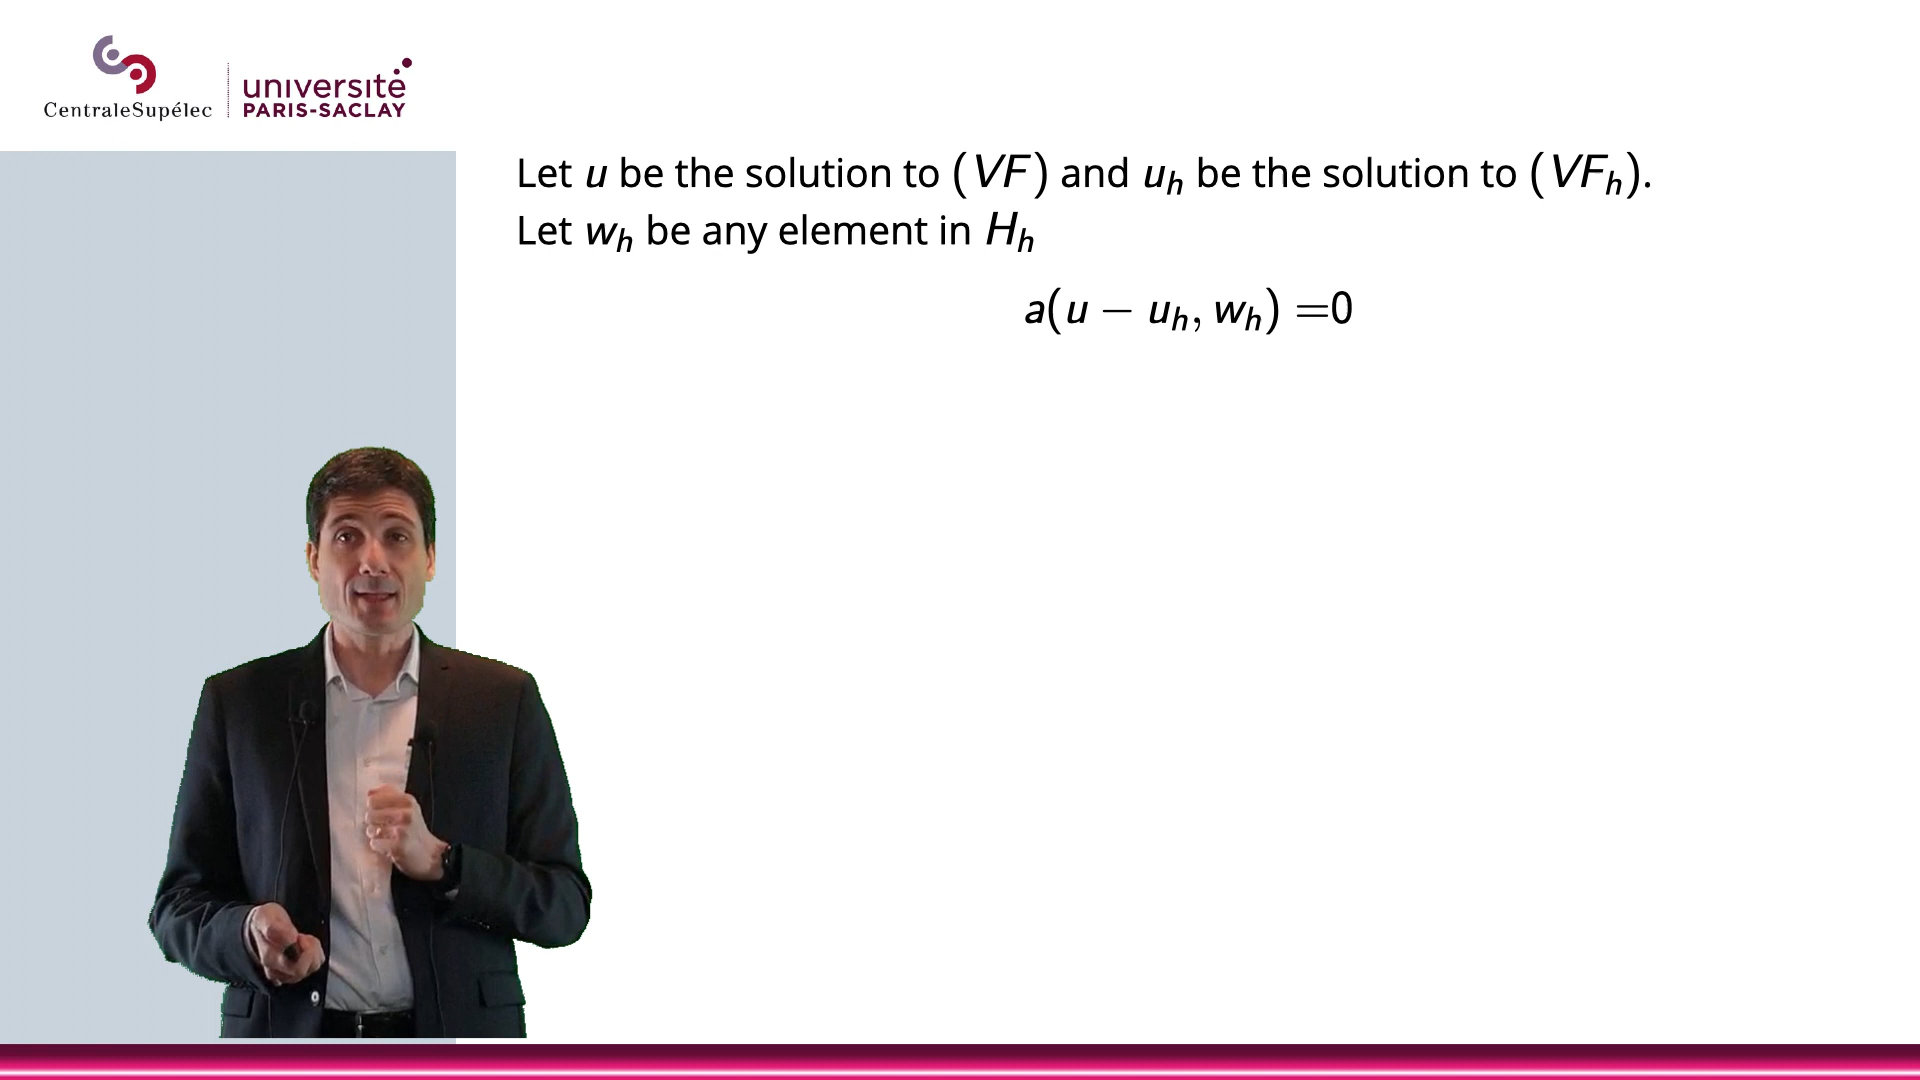 CentraleSupélec
université
PARIS-SACLAY
Let u be the solution to (VF) and u_h be the solution to (VF_h).
Let w_h be any element in H_h
a(u − u_h, w_h) =0